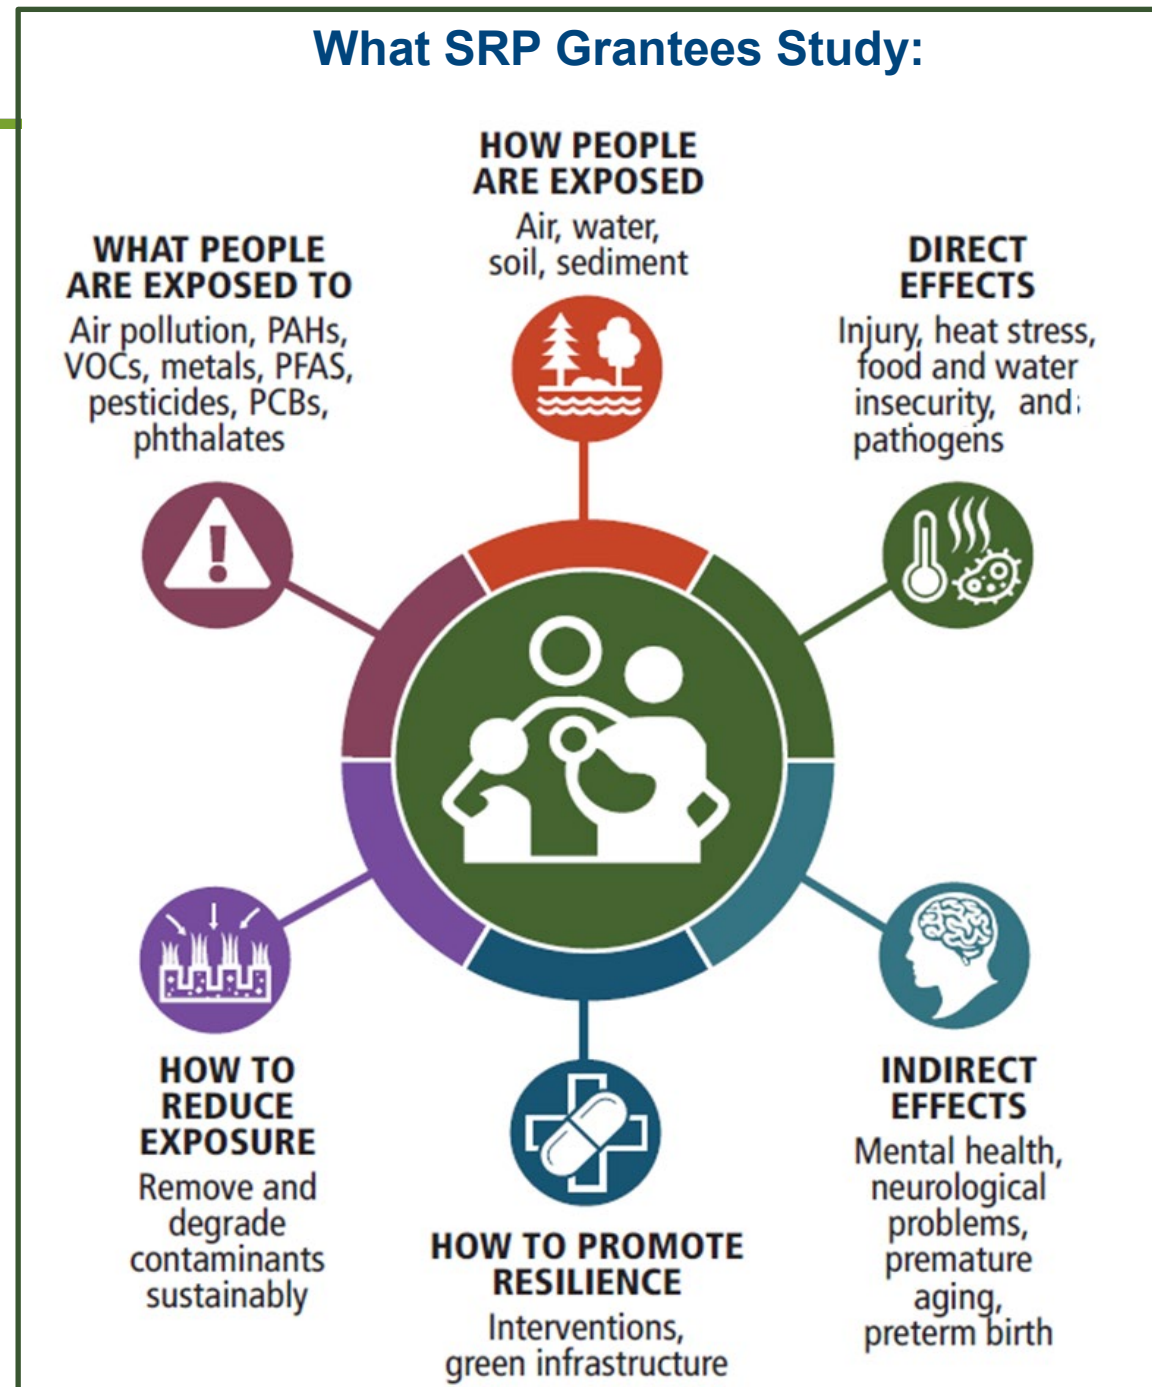 What SRP Grantees Study:
HOW PEOPLE
ARE EXPOSED
Air, water,
soil, sediment
WHAT PEOPLE
ARE EXPOSED TO
Air pollution, PAHs,
VOCs, metals, PFAS,
pesticides, PCBs,
phthalates
DIRECT
EFFECTS
Injury, heat stress,
food and water
insecurity, and
pathogens
HOW TO
REDUCE
EXPOSURE
Remove and
degrade
contaminants
sustainably
HOW TO PROMOTE
RESILIENCE
Interventions,
green infrastructure
INDIRECT
EFFECTS
Mental health,
neurological
problems,
premature
aging,
preterm birth